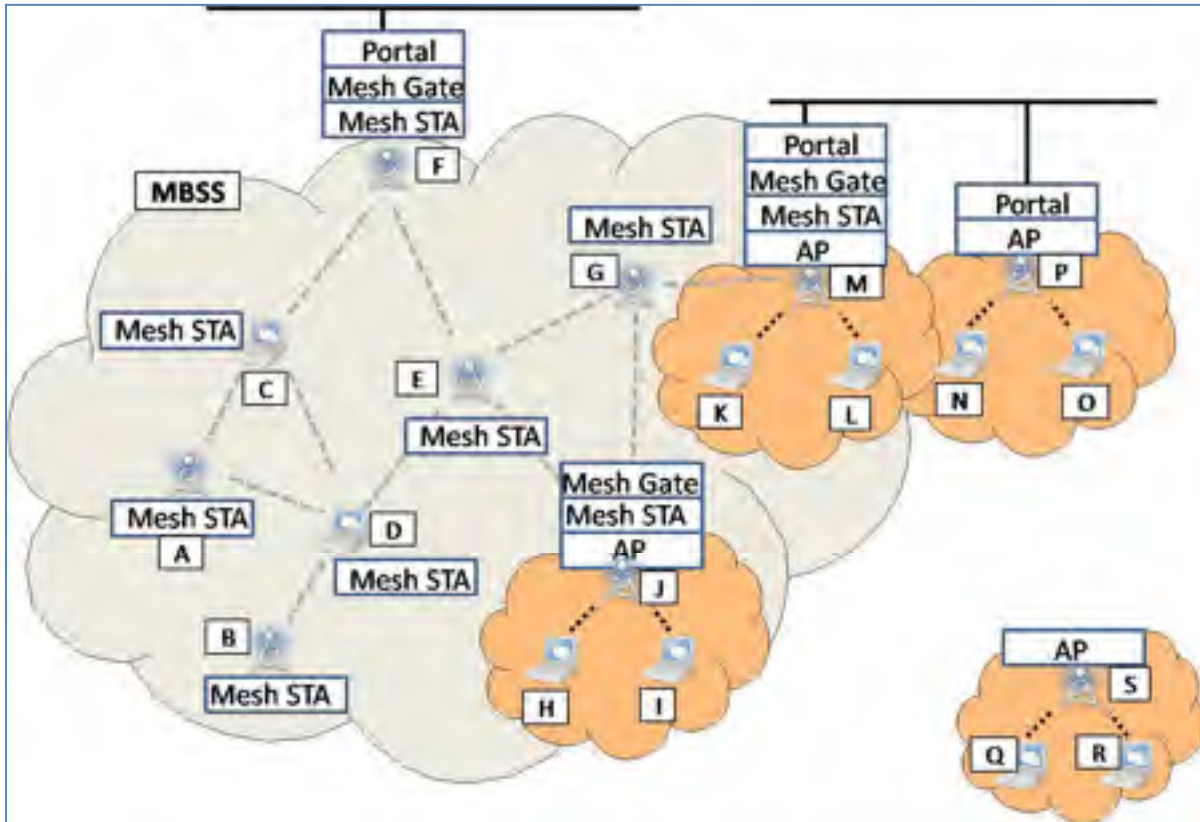 Portal
Mesh Gate
Mesh STA
F
MBSS
Portal
Mesh Gate
Mesh STA
AP
M
Portal
AP
P
Mesh STA
G
Mesh STA
C
E
Mesh STA
K
L
N
O
Mesh STA
A
D
Mesh STA
Mesh Gate
Mesh STA
AP
J
B
Mesh STA
H
I
AP
S
Q
R